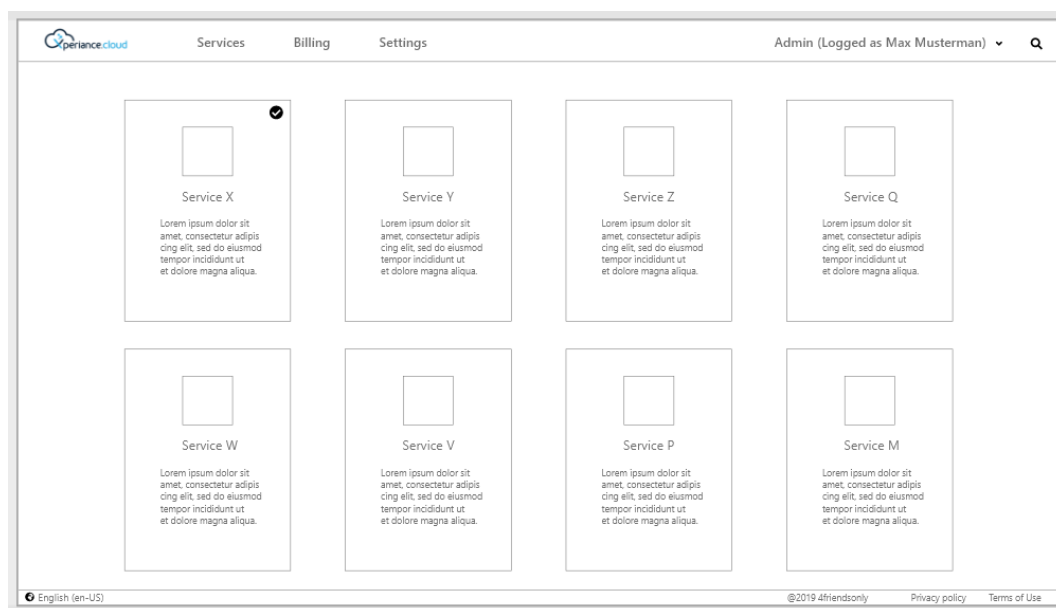 Xperiance.cloud
Services Billing Settings Admin (Logged as Max Musterman)
Service X
Lorem ipsum dolor sit
amet, consectetur adipis
cing elit, sed do eiusmod
tempor incididunt ut
et dolore magna aliqua.
Service Y
Lorem ipsum dolor sit
amet, consectetur adipis
cing elit, sed do eiusmod
tempor incididunt ut
et dolore magna aliqua.
Service Z
Lorem ipsum dolor sit
amet, consectetur adipis
cing elit, sed do eiusmod
tempor incididunt ut
et dolore magna aliqua.
Service Q
Lorem ipsum dolor sit
amet, consectetur adipis
cing elit, sed do eiusmod
tempor incididunt ut
et dolore magna aliqua.
Service W
Lorem ipsum dolor sit
amet, consectetur adipis
cing elit, sed do eiusmod
tempor incididunt ut
et dolore magna aliqua.
Service V
Lorem ipsum dolor sit
amet, consectetur adipis
cing elit, sed do eiusmod
tempor incididunt ut
et dolore magna aliqua.
Service P
Lorem ipsum dolor sit
amet, consectetur adipis
cing elit, sed do eiusmod
tempor incididunt ut
et dolore magna aliqua.
Service M
Lorem ipsum dolor sit
amet, consectetur adipis
cing elit, sed do eiusmod
tempor incididunt ut
et dolore magna aliqua.
English (en-US) @2019 4friendsonly Privacy policy Terms of Use